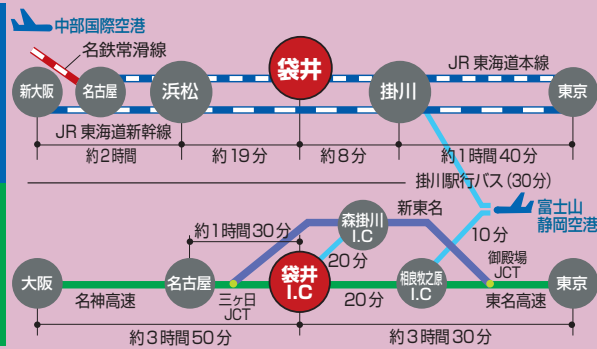 中部国際空港
名鉄常滑線
新大阪
名古屋
浜松
袋井
掛川
JR東海道本線
東京
JR東海道新幹線
約2時間
約19分
約8分
約1時間40分
掛川駅行バス(30分)
富士山
静岡空港
森掛川
I.C
新東名
10分
約1時間30分
20分
御殿場
JCT
大阪
名古屋
袋井
I.C
相良牧之原
I.C
東京
名神高速
三ヶ日
JCT
20分
東名高速
約3時間50分
約3時間30分